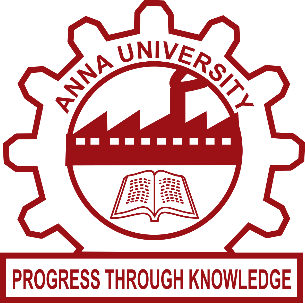 ANNA UNIVERSITY
PROGRESS THROUGH KNOWLEDGE